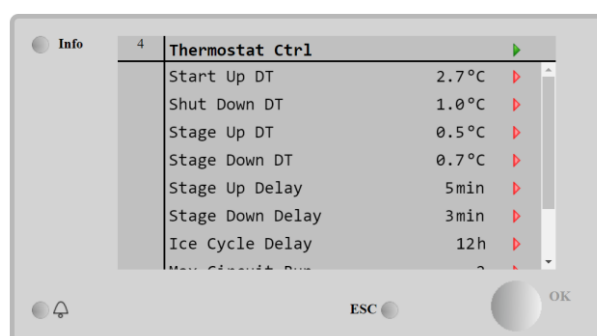 Info
4 Thermostat Ctrl
Start Up DT 2.7°C
Shut Down DT 1.0°C
Stage Up DT 0.5°C
Stage Down DT 0.7°C
Stage Up Delay 5min
Stage Down Delay 3min
Ice Cycle Delay 12h
ESC
OK